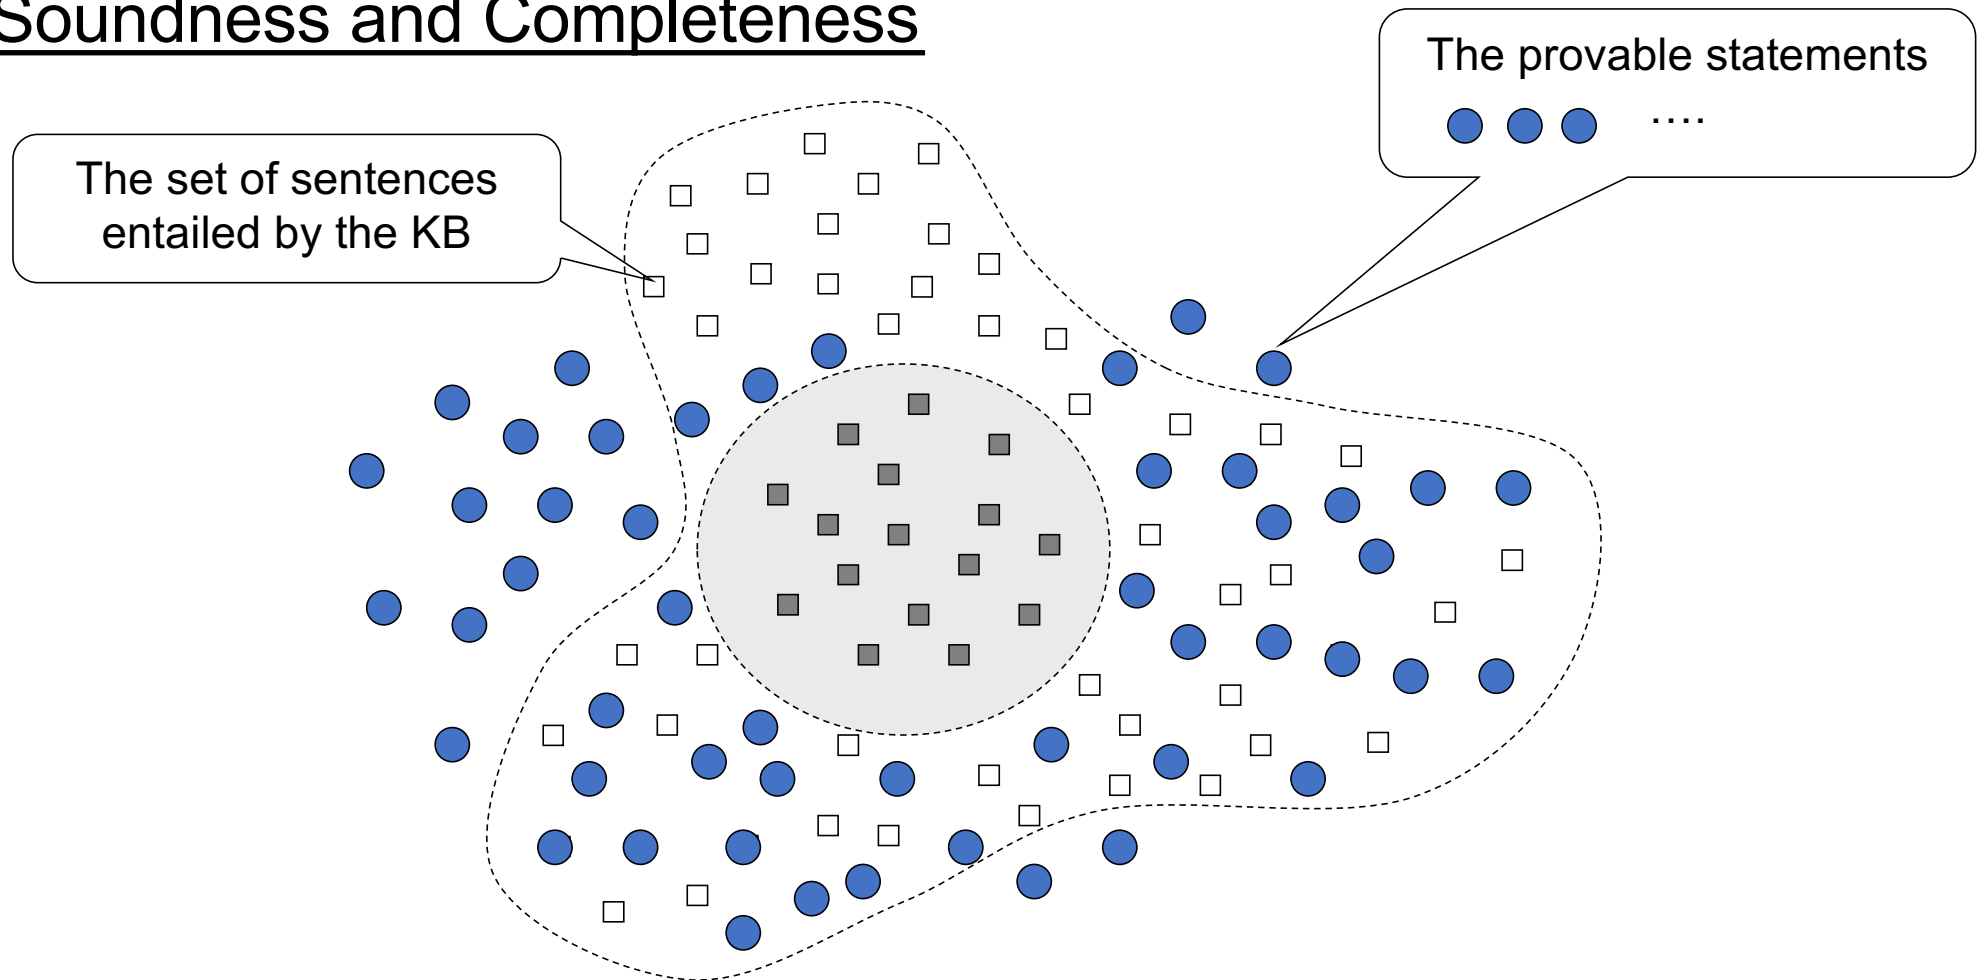 Soundness and Completeness
The provable statements
....
The set of sentences
entailed by the KB